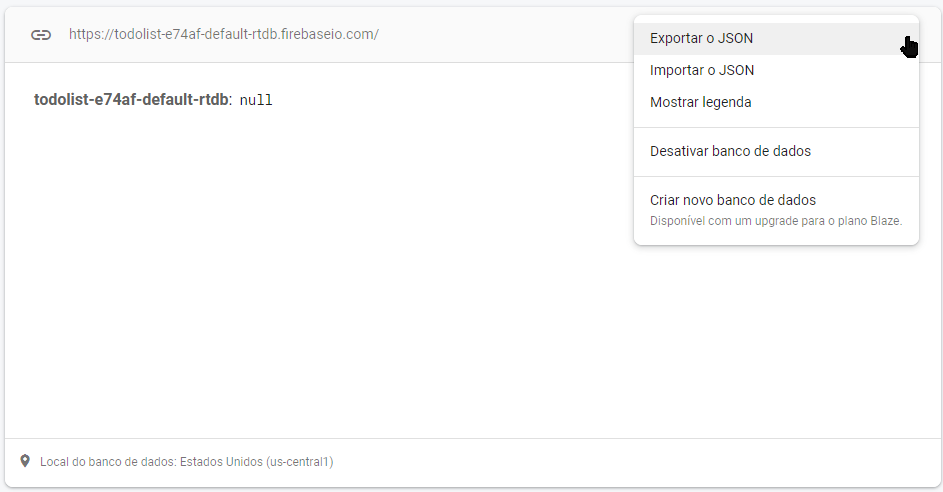 https://todolist-e74af-default-rtdb.firebaseio.com/
Exportar o JSON
Importar o JSON
Mostrar legenda
Desativar banco de dados
Criar novo banco de dados
Disponível com um upgrade para o plano Blaze.
todolist-e74af-default-rtdb: null
Local do banco de dados: Estados Unidos (us-central1)